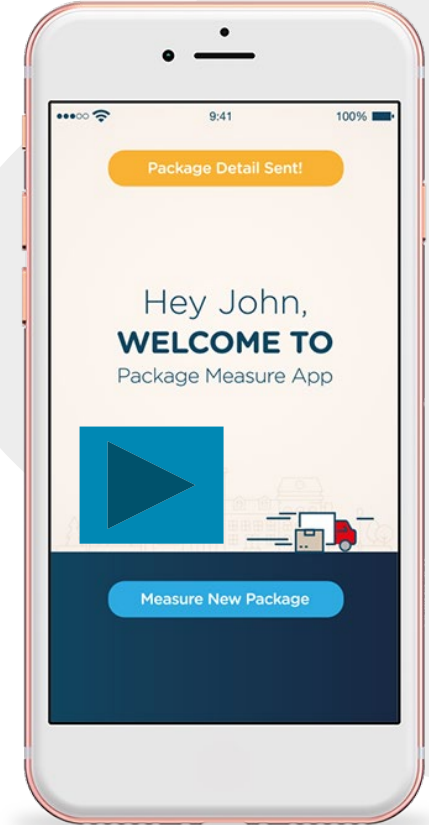 9:41
100%
Package Detail Sent!
Hey John,
WELCOME TO
Package Measure App
Measure New Package